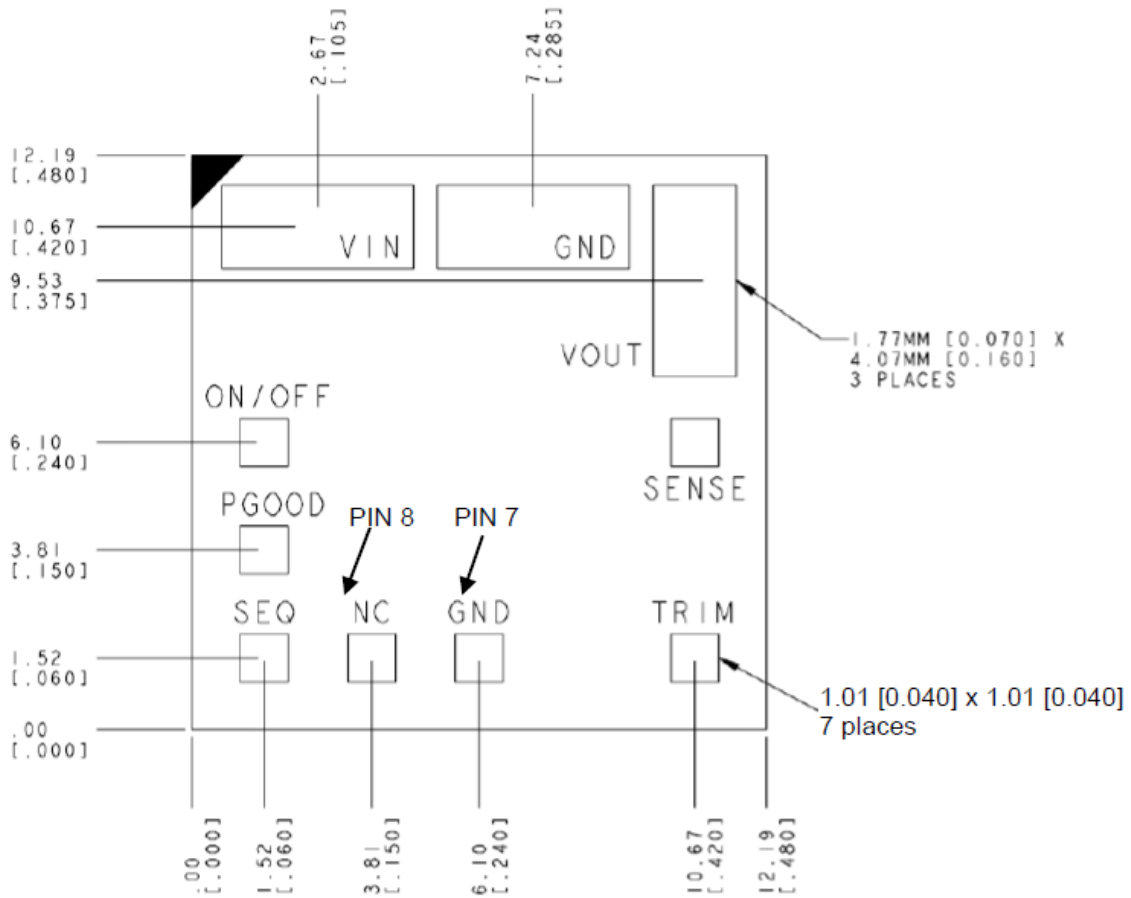 2.67
[.105]
7.24
[.285]
12.19
[.480]
10.67
[.420]
VIN
GND
9.53
[.375]
1.77MM [0.070] X
4.07MM [0.160]
3 PLACES
VOUT
ON/OFF
6.10
[.240]
SENSE
PGOOD
PIN 8
PIN 7
3.81
[.150]
SEQ
NC
GND
TRIM
1.52
[.060]
1.01 [0.040] x 1.01 [0.040]
7 places
.00
[.000]
.00
[.000]
1.52
[.060]
3.81
[.150]
6.10
[.240]
10.67
[.420]
12.19
[.480]